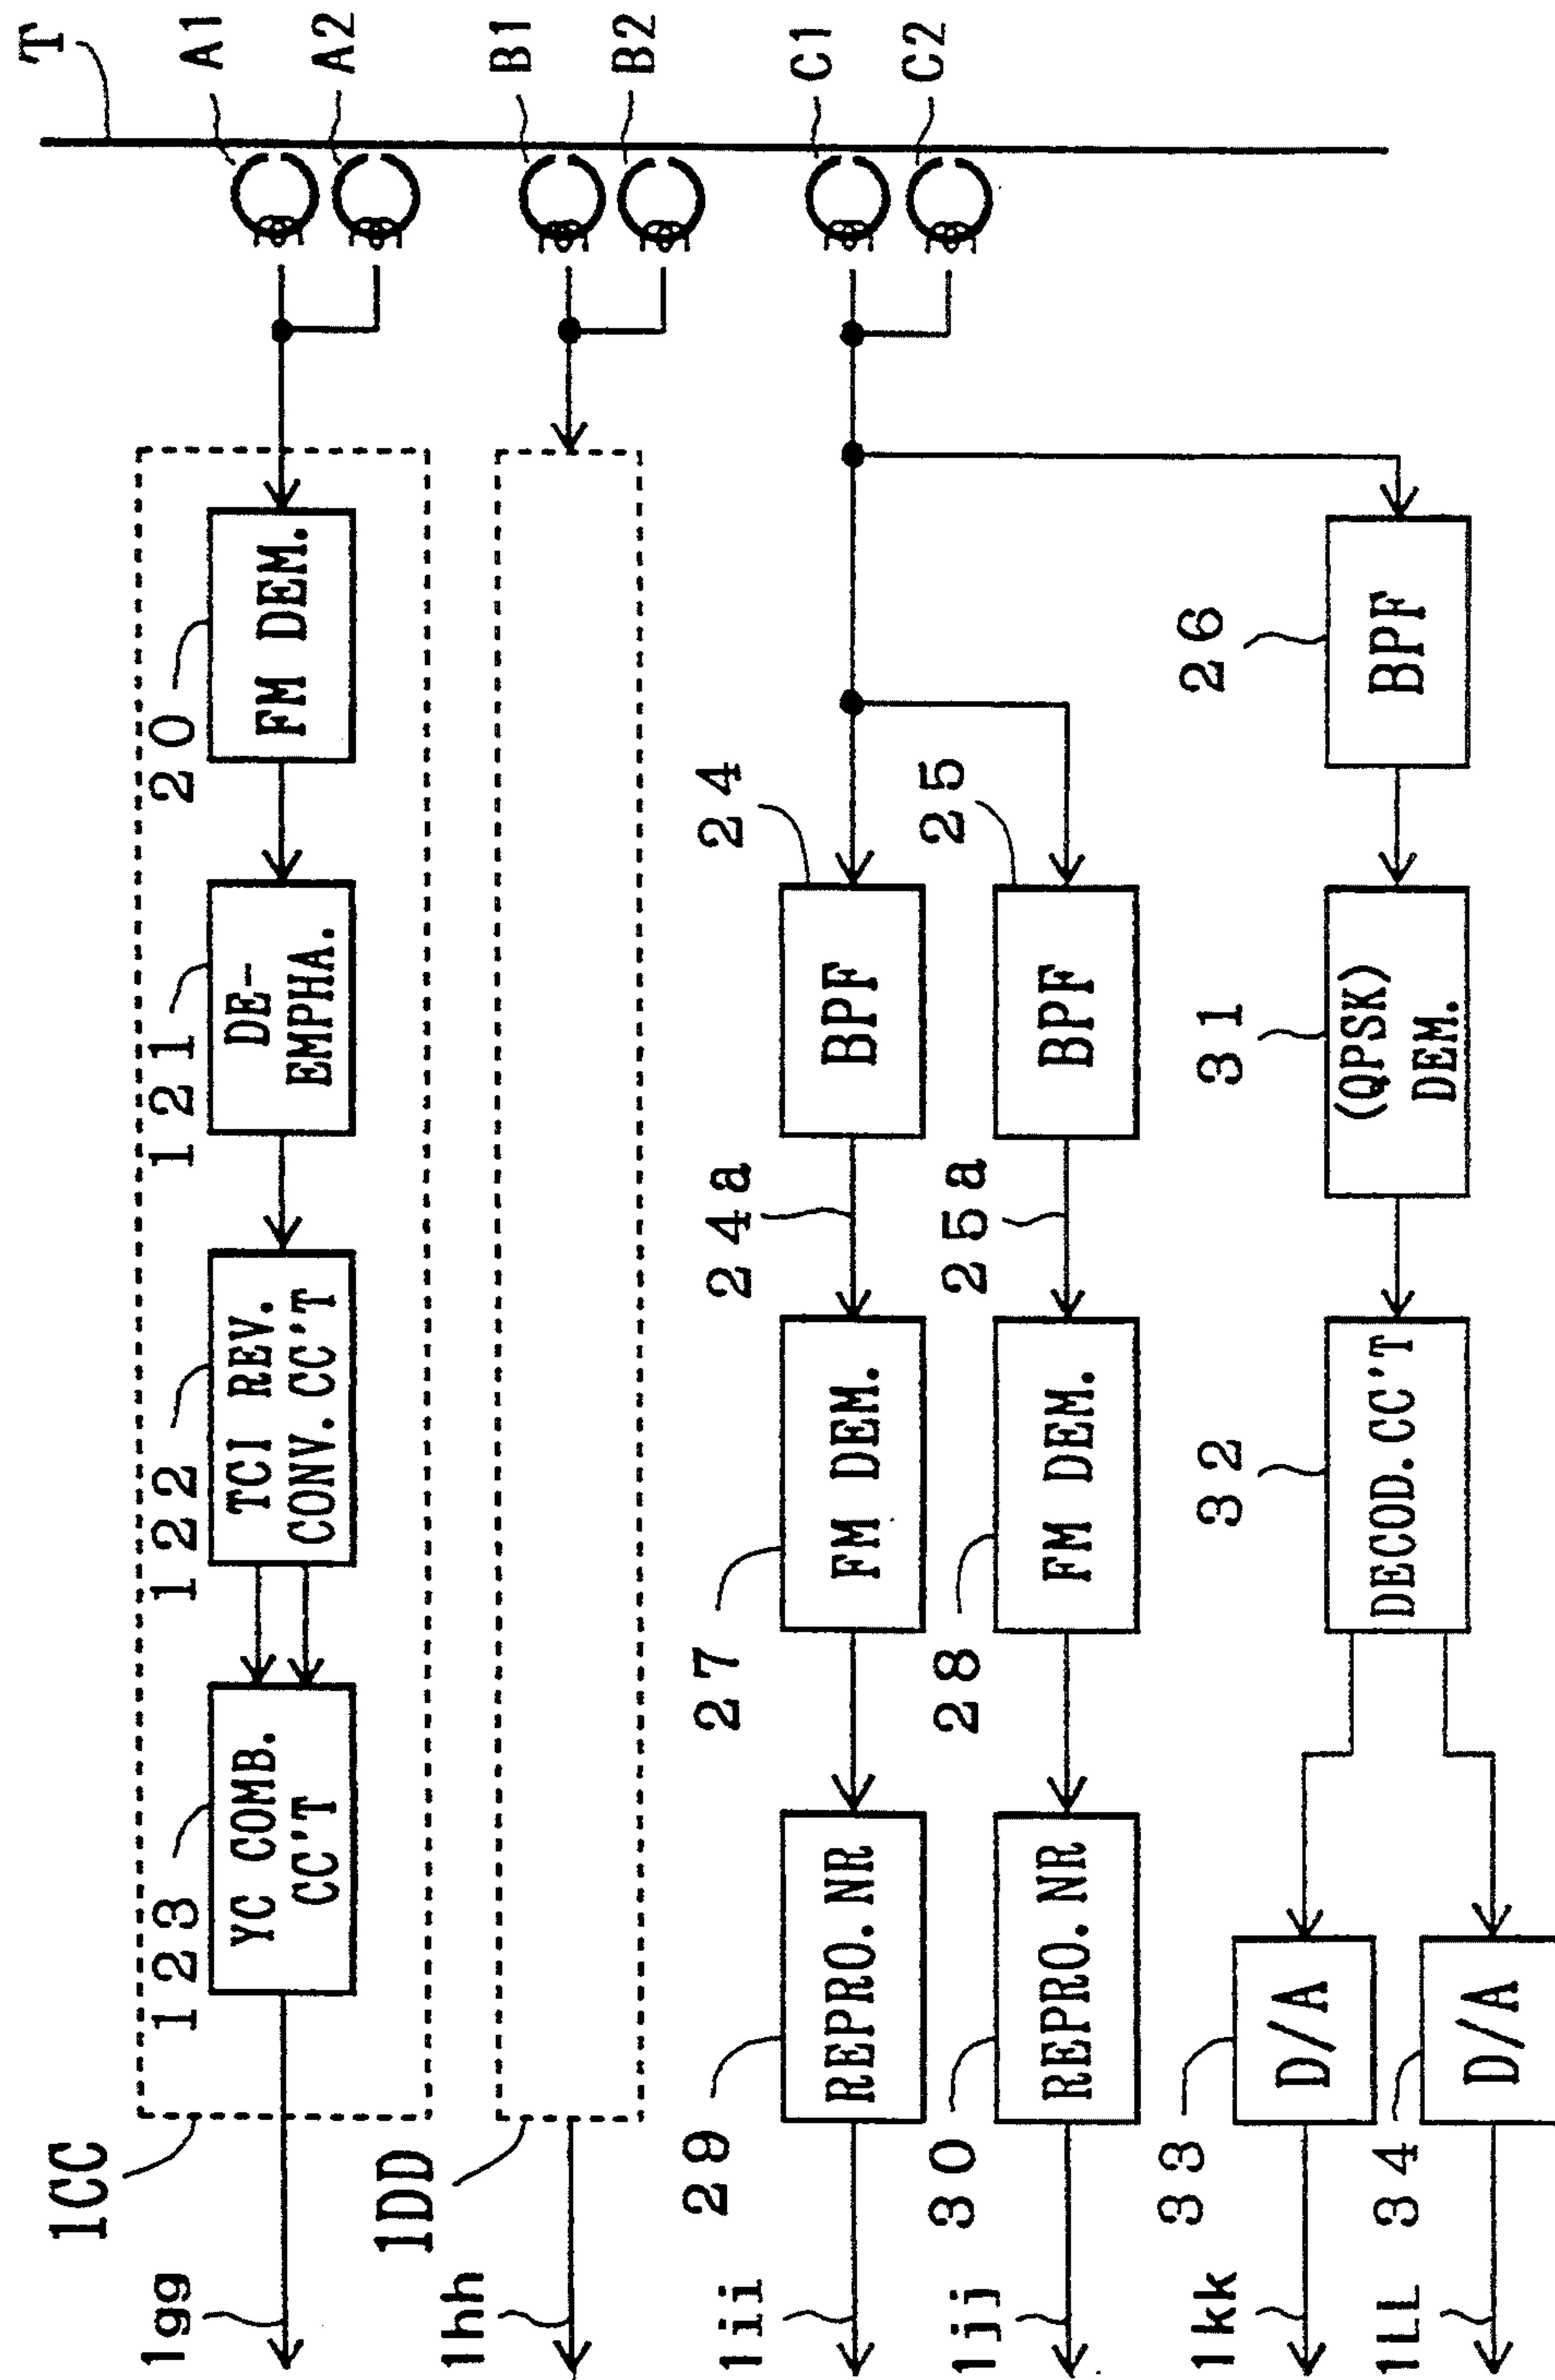 T
A1
A2
B1
B2
C1
C2
1CC
20
FM DEM.
121
DE-
EMPHA.
122
TCI REV.
CONV. CC'T
123
YC COMB.
CC'T
1gg
1DD
1hh
24
BPF
24a
27
FM DEM.
29
REPRO. NR
1ii
25
BPF
25a
28
FM DEM.
30
REPRO. NR
1jj
26
BPF
31
(QPSK)
DEM.
32
DECOD. CC'T
33
D/A
1kk
34
D/A
1LL